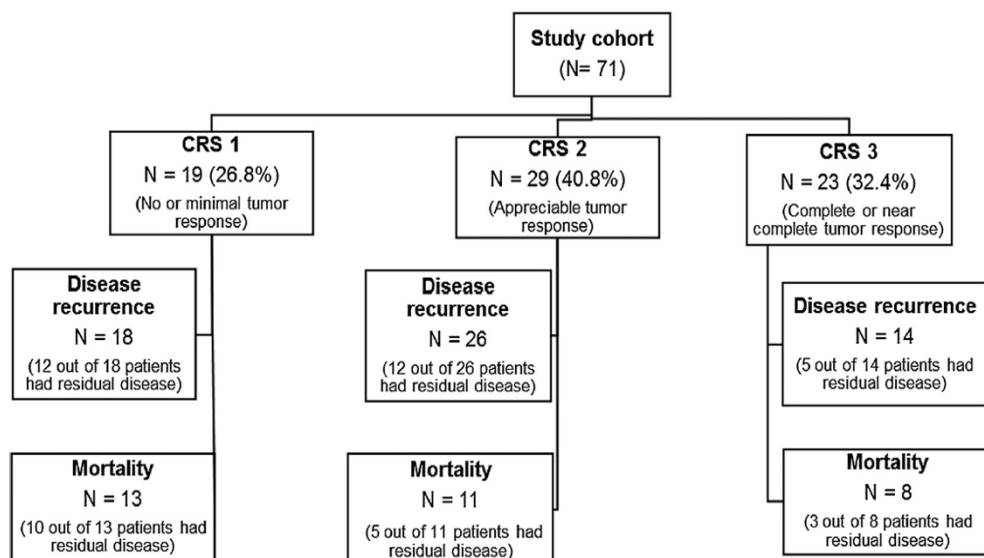 Study cohort
(N= 71)
CRS 1
N = 19 (26.8%)
(No or minimal tumor
response)
CRS 2
N = 29 (40.8%)
(Appreciable tumor
response)
CRS 3
N = 23 (32.4%)
(Complete or near
complete tumor response)
Disease
recurrence
N = 18
(12 out of 18 patients
had residual disease)
Disease
recurrence
N = 26
(12 out of 26 patients
had residual disease)
Disease recurrence
N = 14
(5 out of 14 patients had
residual disease)
Mortality
N = 13
(10 out of 13 patients had
residual disease)
Mortality
N = 11
(5 out of 11 patients had
residual disease)
Mortality
N = 8
(3 out of 8 patients had
residual disease)